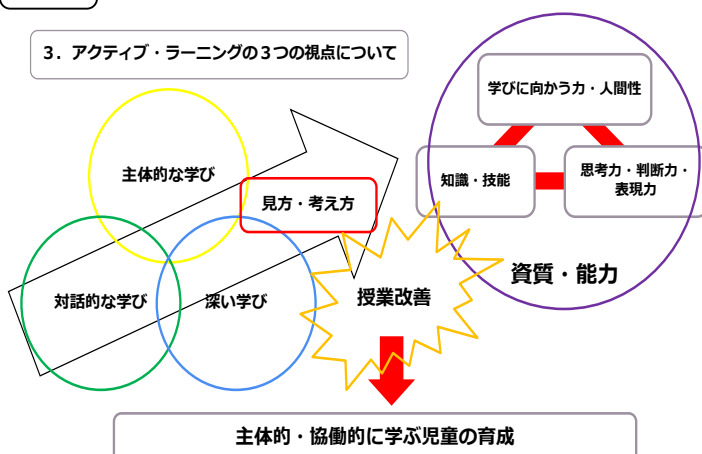 3．アクティブ・ラーニングの３つの視点について
学びに向かう力・人間性
主体的な学び
知識・技能
思考力・判断力・
表現力
見方・考え方
資質・能力
対話的な学び
深い学び
授業改善
主体的・協働的に学ぶ児童の育成